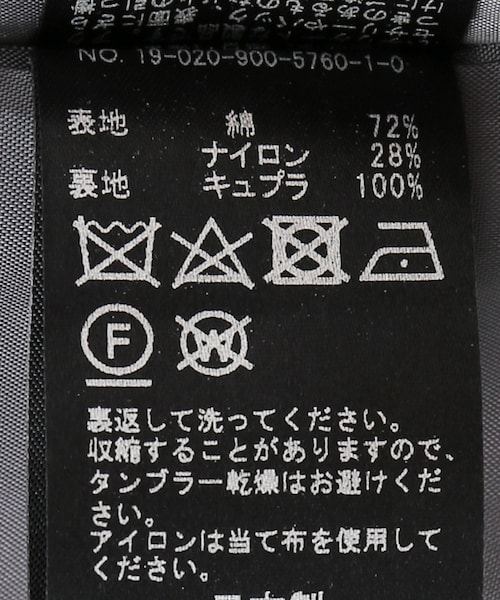 NO. 19-020-900-5760-1-0
表地 綿 72%
ナイロン 28%
裏地 キュプラ 100%
F
W
裏返して洗ってください。
収縮することがありますので、
タンブラー乾燥はお避けくだ
さい。
アイロンは当て布を使用して
ください。